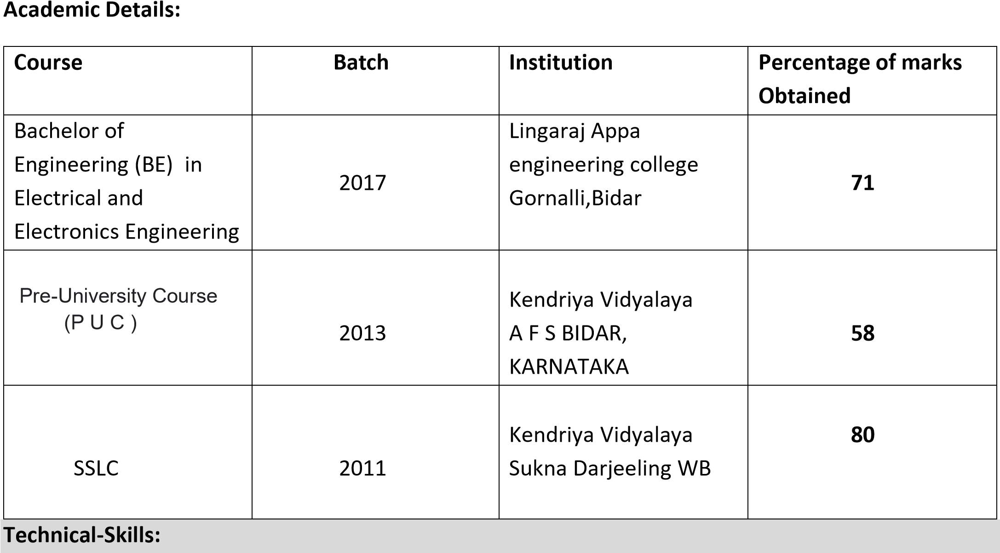 Academic Details:
Course Batch Institution Percentage of marks
Obtained
Bachelor of
Engineering (BE)  in
Electrical and
Electronics Engineering
2017
Lingaraj Appa
engineering college
Gornalli,Bidar
71
Pre-University Course
(P U C )
2013
Kendriya Vidyalaya
A F S BIDAR,
KARNATAKA
58
SSLC
2011
Kendriya Vidyalaya
Sukna Darjeeling WB
80
Technical-Skills: